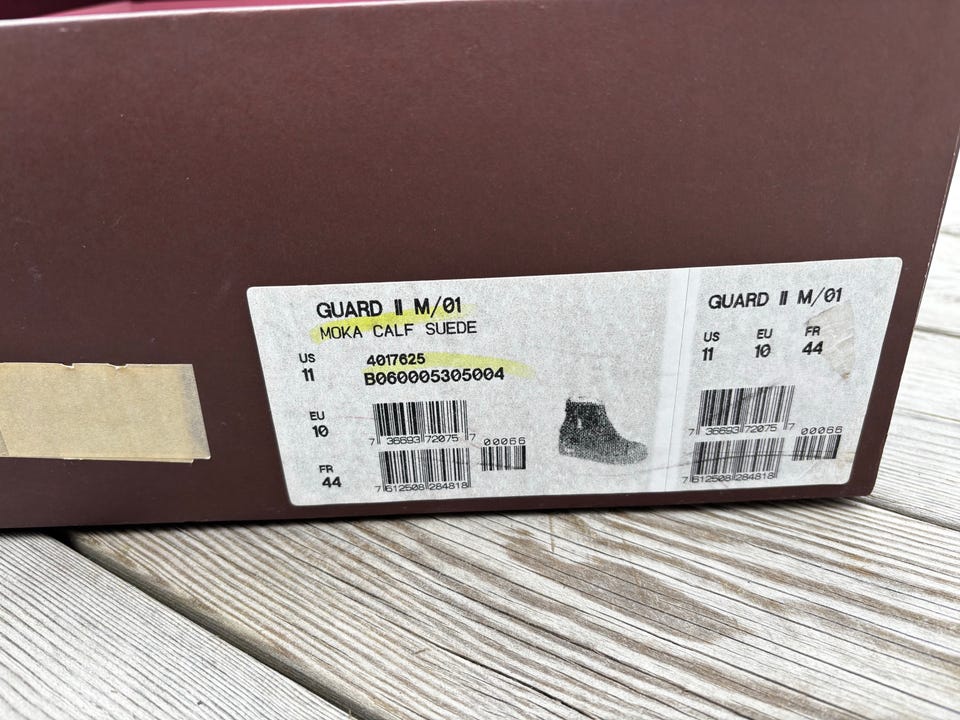 GUARD II M/01
MOKA CALF SUEDE
US
11
4017625
B060005305004
EU
10
7 36693 72075 7 00066
FR
44
7 612508 284818
GUARD II M/01
US EU FR
11 10 44
7 36693 72075 7 00066
7 612508 284818